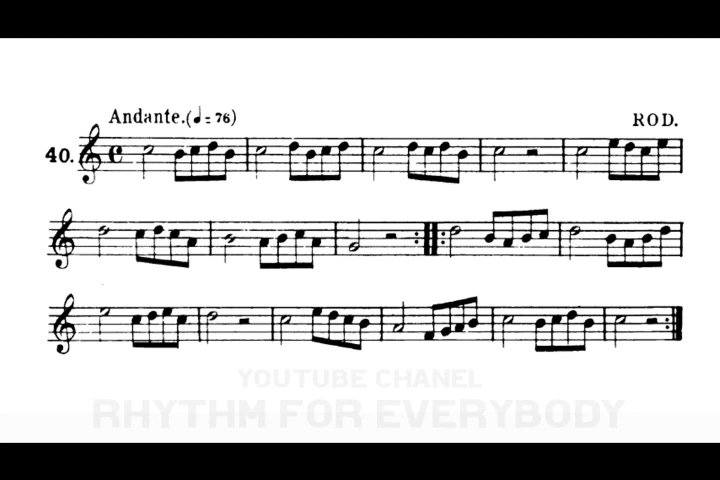 Andante.(♩= 76)
ROD.
40.
YOUTUBE CHANEL
RHYTHM FOR EVERYBODY